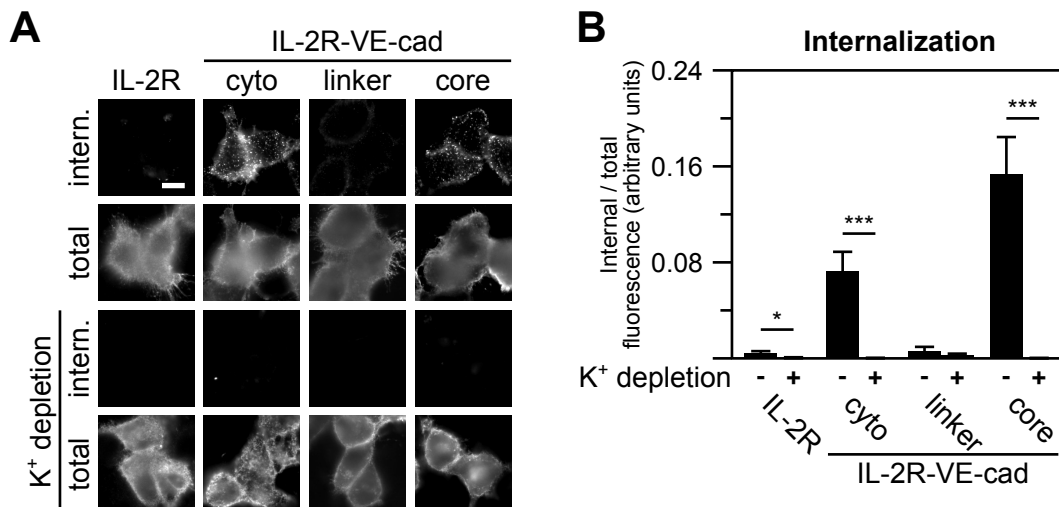 A
IL-2R-VE-cad
IL-2R cyto linker core
intern.
total
K+ depletion
intern.
total
B
Internalization
Internal / total
fluorescence (arbitrary units)
0.24
0.16
0.08
***
***
*
K+ depletion - + - + - + - +
IL-2R cyto linker core
IL-2R-VE-cad